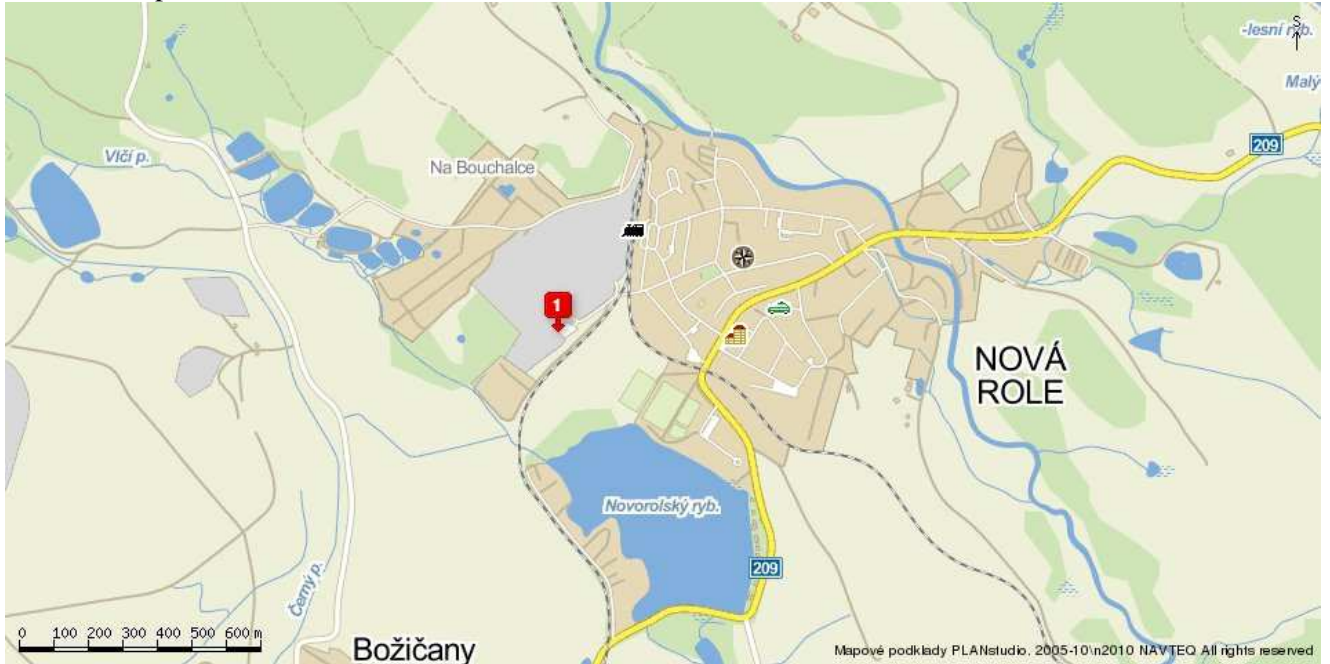 S
-lesní ryb.
Malý
209
Vlčí p.
Na Bouchalce
1
NOVÁ
ROLE
Novorolský ryb.
209
Černý p.
0 100 200 300 400 500 600 m
Božičany
Mapové podklady PLANstudio, 2005-10\n2010 NAVTEQ All rights reserved